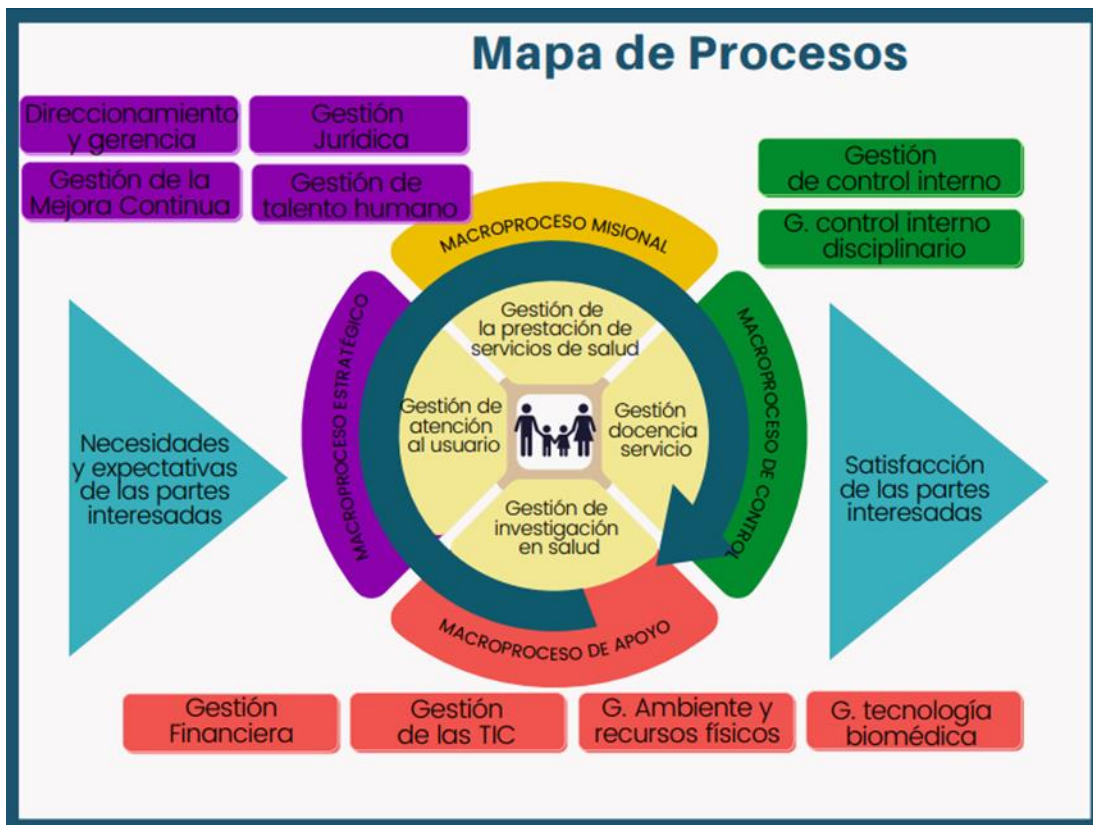 Mapa de Procesos
Direccionamiento
y gerencia
Gestión
Jurídica
Gestión de la
Mejora Continua
Gestión de
talento humano
Gestión
de control interno
G. control interno
disciplinario
MACROPROCESO MISIONAL
MACROPROCESO ESTRATÉGICO
MACROPROCESO DE CONTROL
Gestión de
la prestación de
servicios de salud
Gestión de
atención
al usuario
Gestión
docencia
servicio
Gestión de
investigación
en salud
Necesidades
y expectativas
de las partes
interesadas
Satisfacción
de las partes
interesadas
MACROPROCESO DE APOYO
Gestión
Financiera
Gestión
de las TIC
G. Ambiente y
recursos físicos
G. tecnología
biomédica